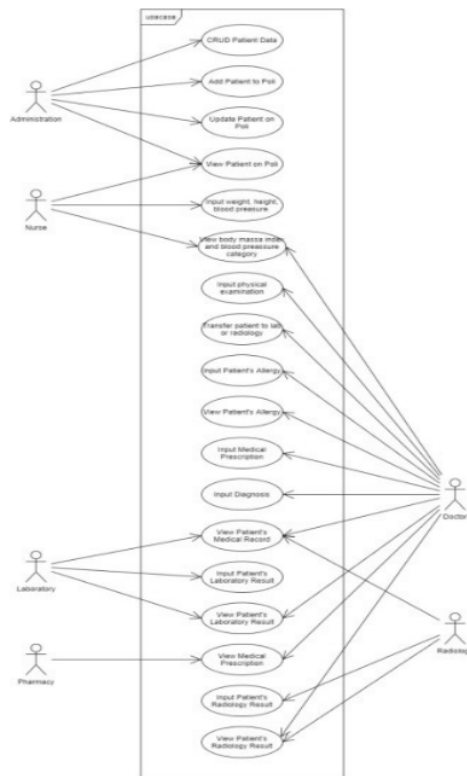 usecase
CRUD Patient Data
Administration
Add Patient to Poli
Update Patient on
Poli
View Patient on Poli
Nurse
Input weight, height,
blood preasure
View body massa index
and blood preassure
category
Input physical
examination
Transfer patient to lab
or radiology
Input Patient's Allergy
View Patient's Allergy
Input Medical
Prescription
Input Diagnosis
Doctor
View Patient's
Medical Record
Laboratory
Input Patient's
Laboratory Result
View Patient's
Laboratory Result
Radiology
Pharmacy
View Medical
Prescription
Input Patient's
Radiology Result
View Patient's
Radiology Result